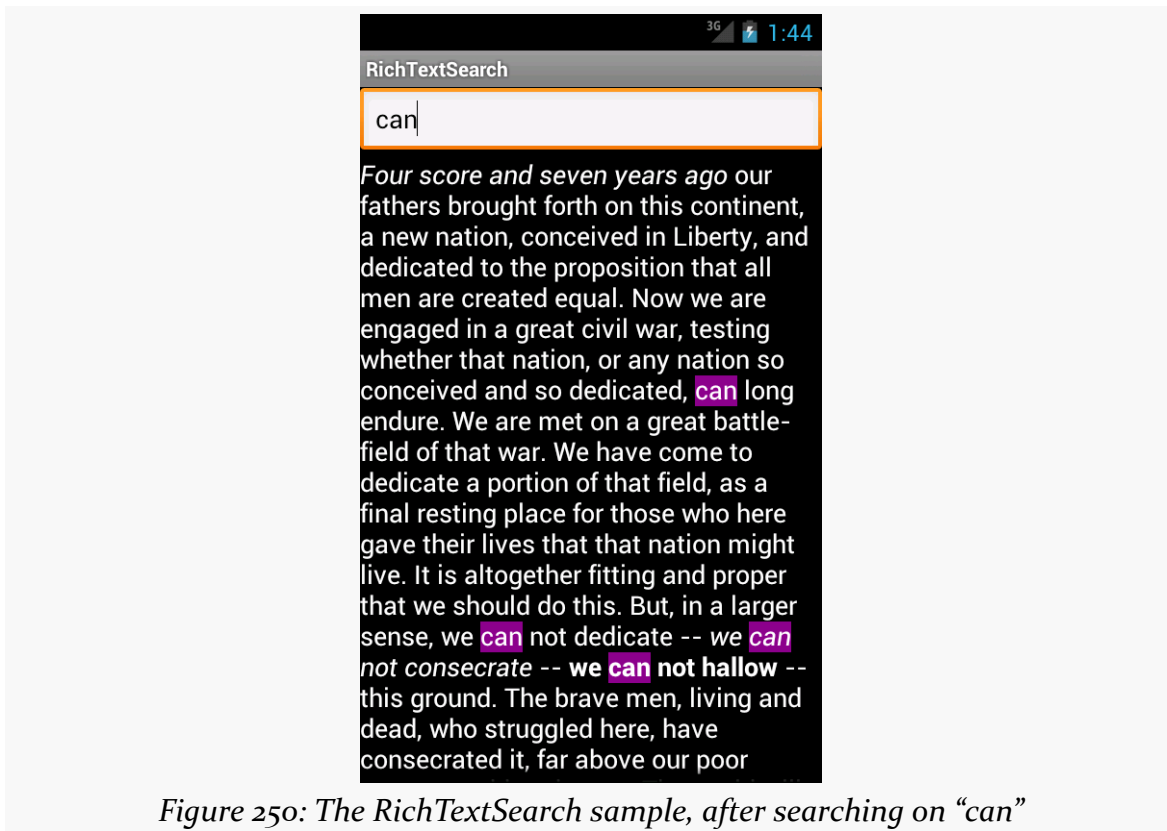 3G 1:44
RichTextSearch
can
Four score and seven years ago our
fathers brought forth on this continent,
a new nation, conceived in Liberty, and
dedicated to the proposition that all
men are created equal. Now we are
engaged in a great civil war, testing
whether that nation, or any nation so
conceived and so dedicated, can long
endure. We are met on a great battle-
field of that war. We have come to
dedicate a portion of that field, as a
final resting place for those who here
gave their lives that that nation might
live. It is altogether fitting and proper
that we should do this. But, in a larger
sense, we can not dedicate -- we can
not consecrate -- we can not hallow --
this ground. The brave men, living and
dead, who struggled here, have
consecrated it, far above our poor
Figure 250: The RichTextSearch sample, after searching on “can”